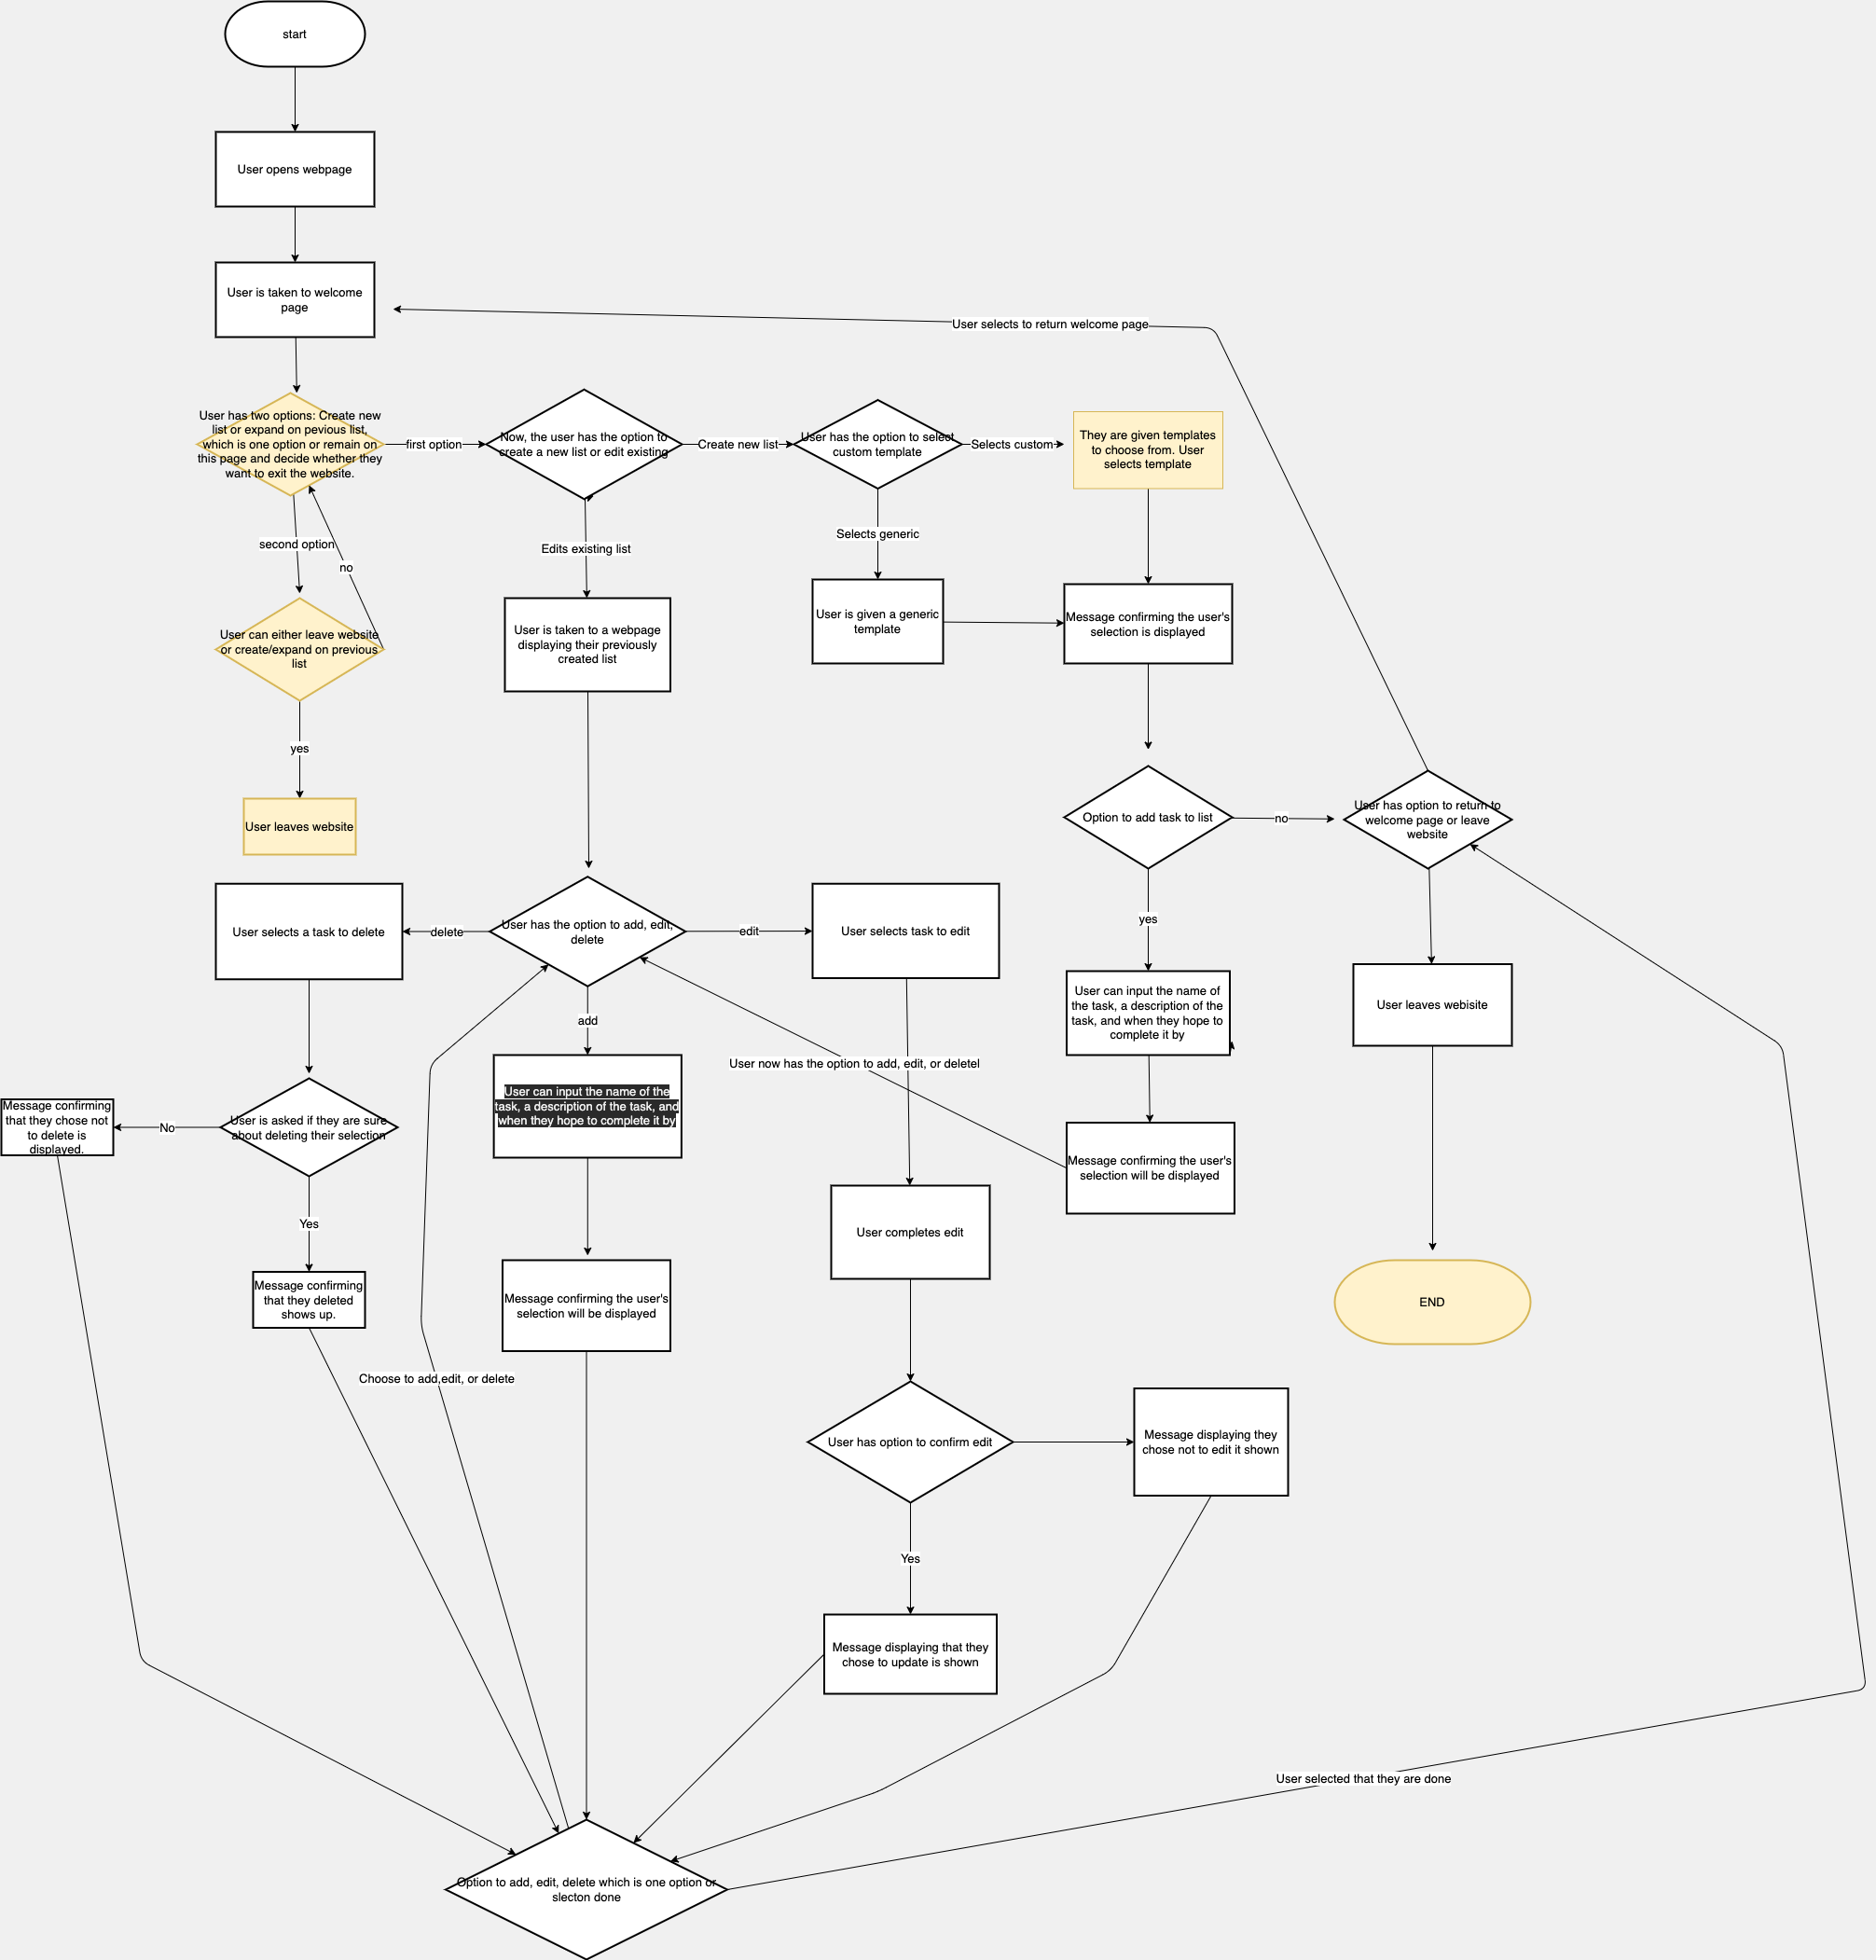 start
User opens webpage
User is taken to welcome
page
User selects to return welcome page
User has two options: Create new
list or expand on pevious list,
which is one option or remain on
this page and decide whether they
want to exit the website.
first option
Now, the user has the option to
create a new list or edit existing
Create new list
User has the option to select
custom template
Selects custom
They are given templates
to choose from. User
selects template
second option
no
Edits existing list
Selects generic
User can either leave website
or create/expand on previous
list
User is taken to a webpage
displaying their previously
created list
User is given a generic
template
Message confirming the user's
selection is displayed
yes
User leaves website
Option to add task to list
no
User has option to return to
welcome page or leave
website
User selects a task to delete
delete
User has the option to add, edit,
delete
edit
User selects task to edit
yes
add
User can input the name of
the task, a description of the
task, and when they hope to
complete it by
User leaves webisite
User now has the option to add, edit, or deletel
User can input the name of the
task, a description of the task, and
when they hope to complete it by
Message confirming
that they chose not
to delete is
displayed.
No
User is asked if they are sure
about deleting their selection
Message confirming the user's
selection will be displayed
Yes
User completes edit
Message confirming
that they deleted
shows up.
Message confirming the user's
selection will be displayed
END
Choose to add,edit, or delete
User has option to confirm edit
Message displaying they
chose not to edit it shown
Yes
Message displaying that they
chose to update is shown
User selected that they are done
Option to add, edit, delete which is one option or
slecton done